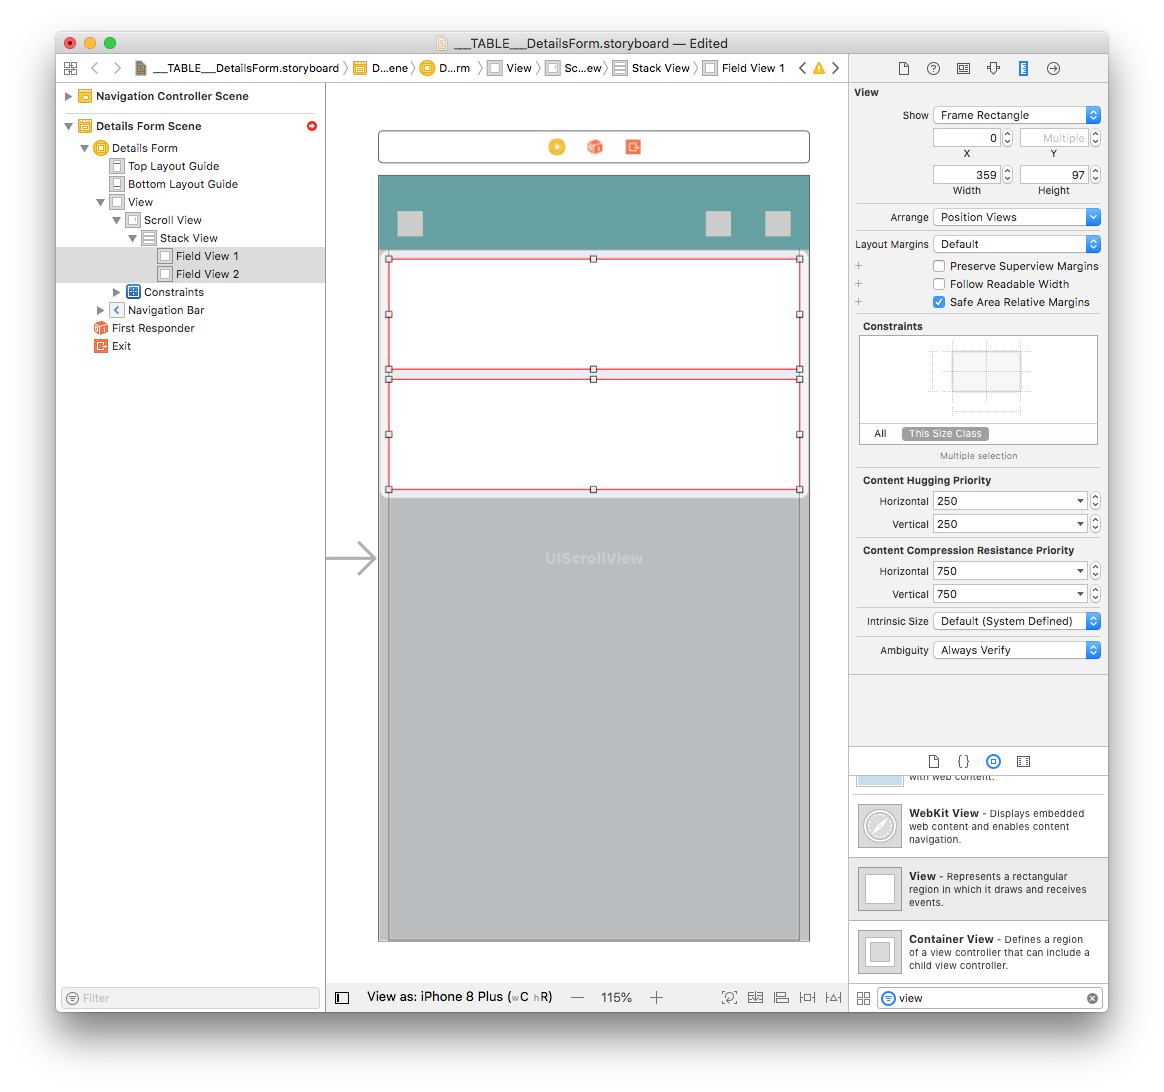 ___TABLE___DetailsForm.storyboard — Edited
___TABLE___DetailsForm.storyboard
D...ene
D...rm
View
Sc...ew
Stack View
Field View 1
Navigation Controller Scene
Details Form Scene
Details Form
Top Layout Guide
Bottom Layout Guide
View
Scroll View
Stack View
Field View 1
Field View 2
Constraints
Navigation Bar
First Responder
Exit
Filter
UIScrollView
View as: iPhone 8 Plus (wC hR)
115%
View
Show Frame Rectangle
0 Multiple
X Y
359 97
Width Height
Arrange Position Views
Layout Margins Default
Preserve Superview Margins
Follow Readable Width
Safe Area Relative Margins
Constraints
All This Size Class
Multiple selection
Content Hugging Priority
Horizontal 250
Vertical 250
Content Compression Resistance Priority
Horizontal 750
Vertical 750
Intrinsic Size Default (System Defined)
Ambiguity Always Verify
{}
with web content.
WebKit View - Displays embedded
web content and enables content
navigation.
View - Represents a rectangular
region in which it draws and receives
events.
Container View - Defines a region
of a view controller that can include a
child view controller.
view